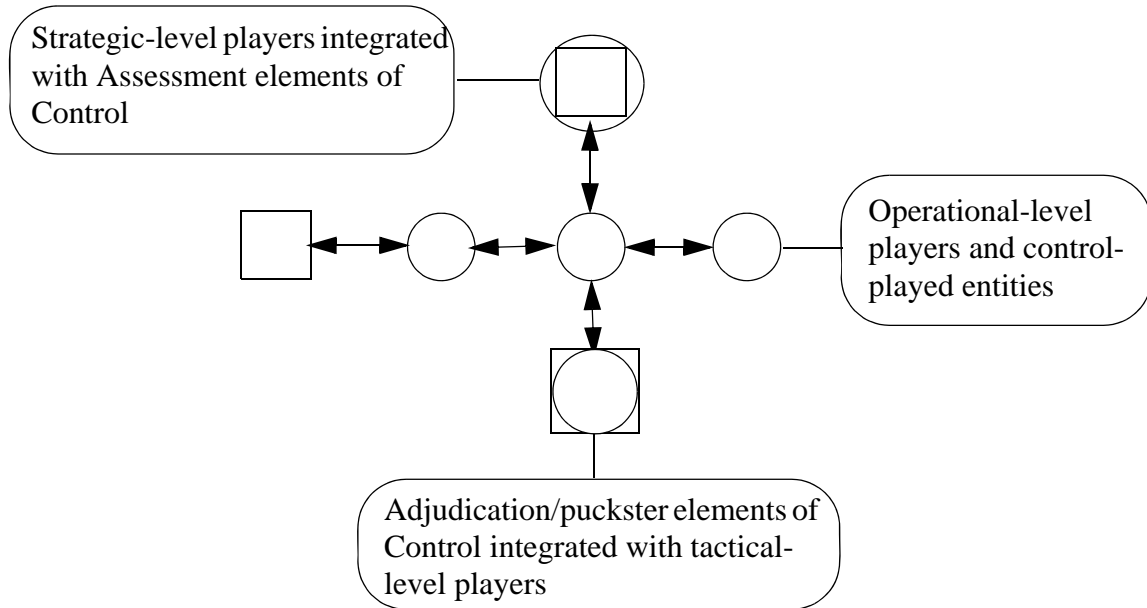 Strategic-level players integrated
with Assessment elements of
Control
Operational-level
players and control-
played entities
Adjudication/puckster elements of
Control integrated with tactical-
level players